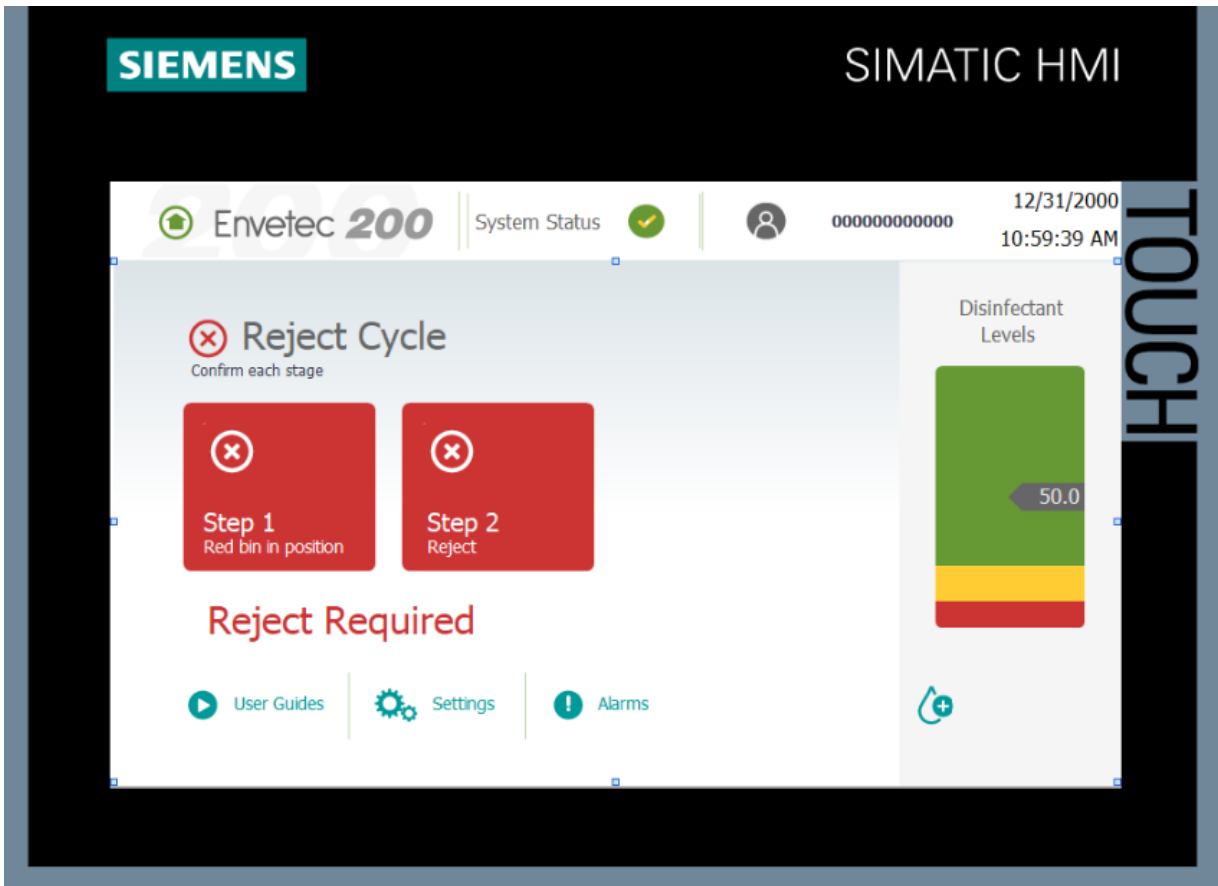 SIEMENS
SIMATIC HMI
TOUCH
200
Envetec 200
System Status
000000000000
12/31/2000
10:59:39 AM
Reject Cycle
Confirm each stage
Step 1
Red bin in position
Step 2
Reject
Reject Required
User Guides
Settings
Alarms
Disinfectant
Levels
50.0